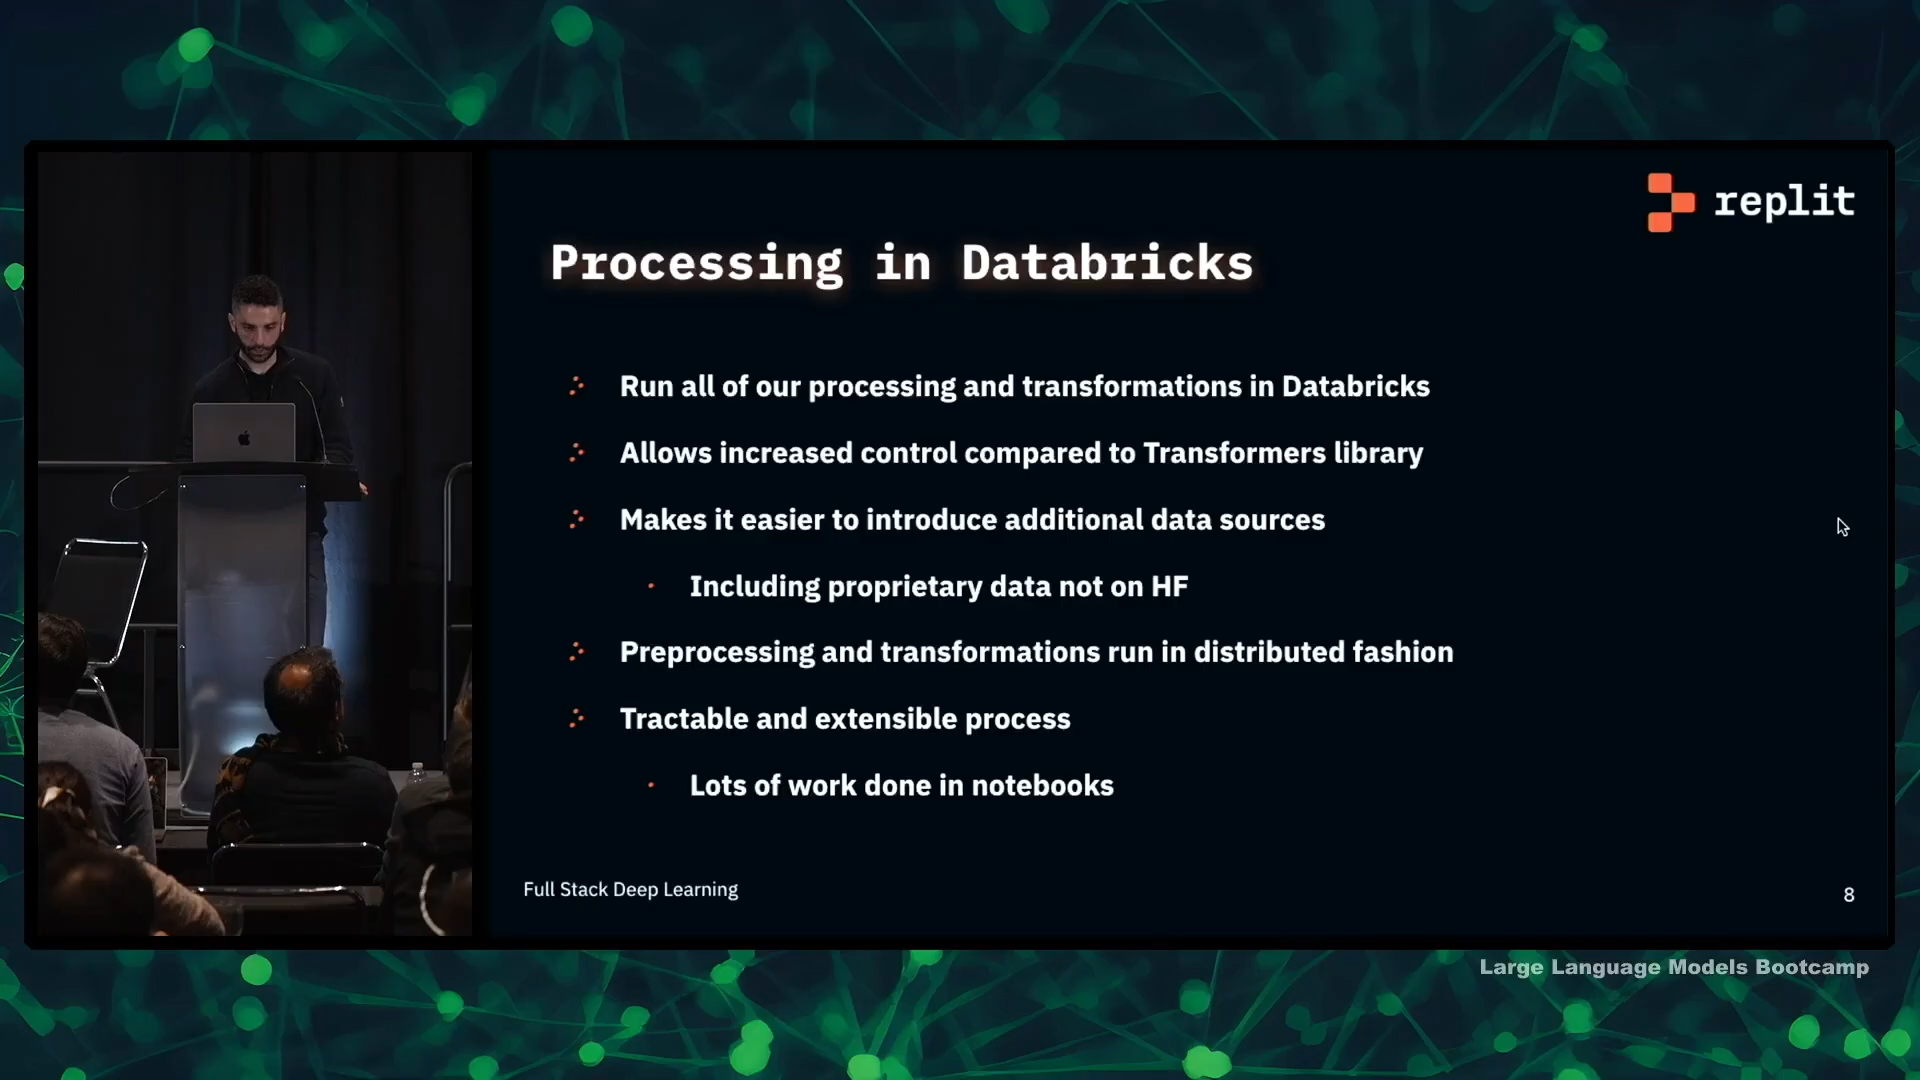 replit
Processing in Databricks
Run all of our processing and transformations in Databricks
Allows increased control compared to Transformers library
Makes it easier to introduce additional data sources
Including proprietary data not on HF
Preprocessing and transformations run in distributed fashion
Tractable and extensible process
Lots of work done in notebooks
Full Stack Deep Learning
8
Large Language Models Bootcamp